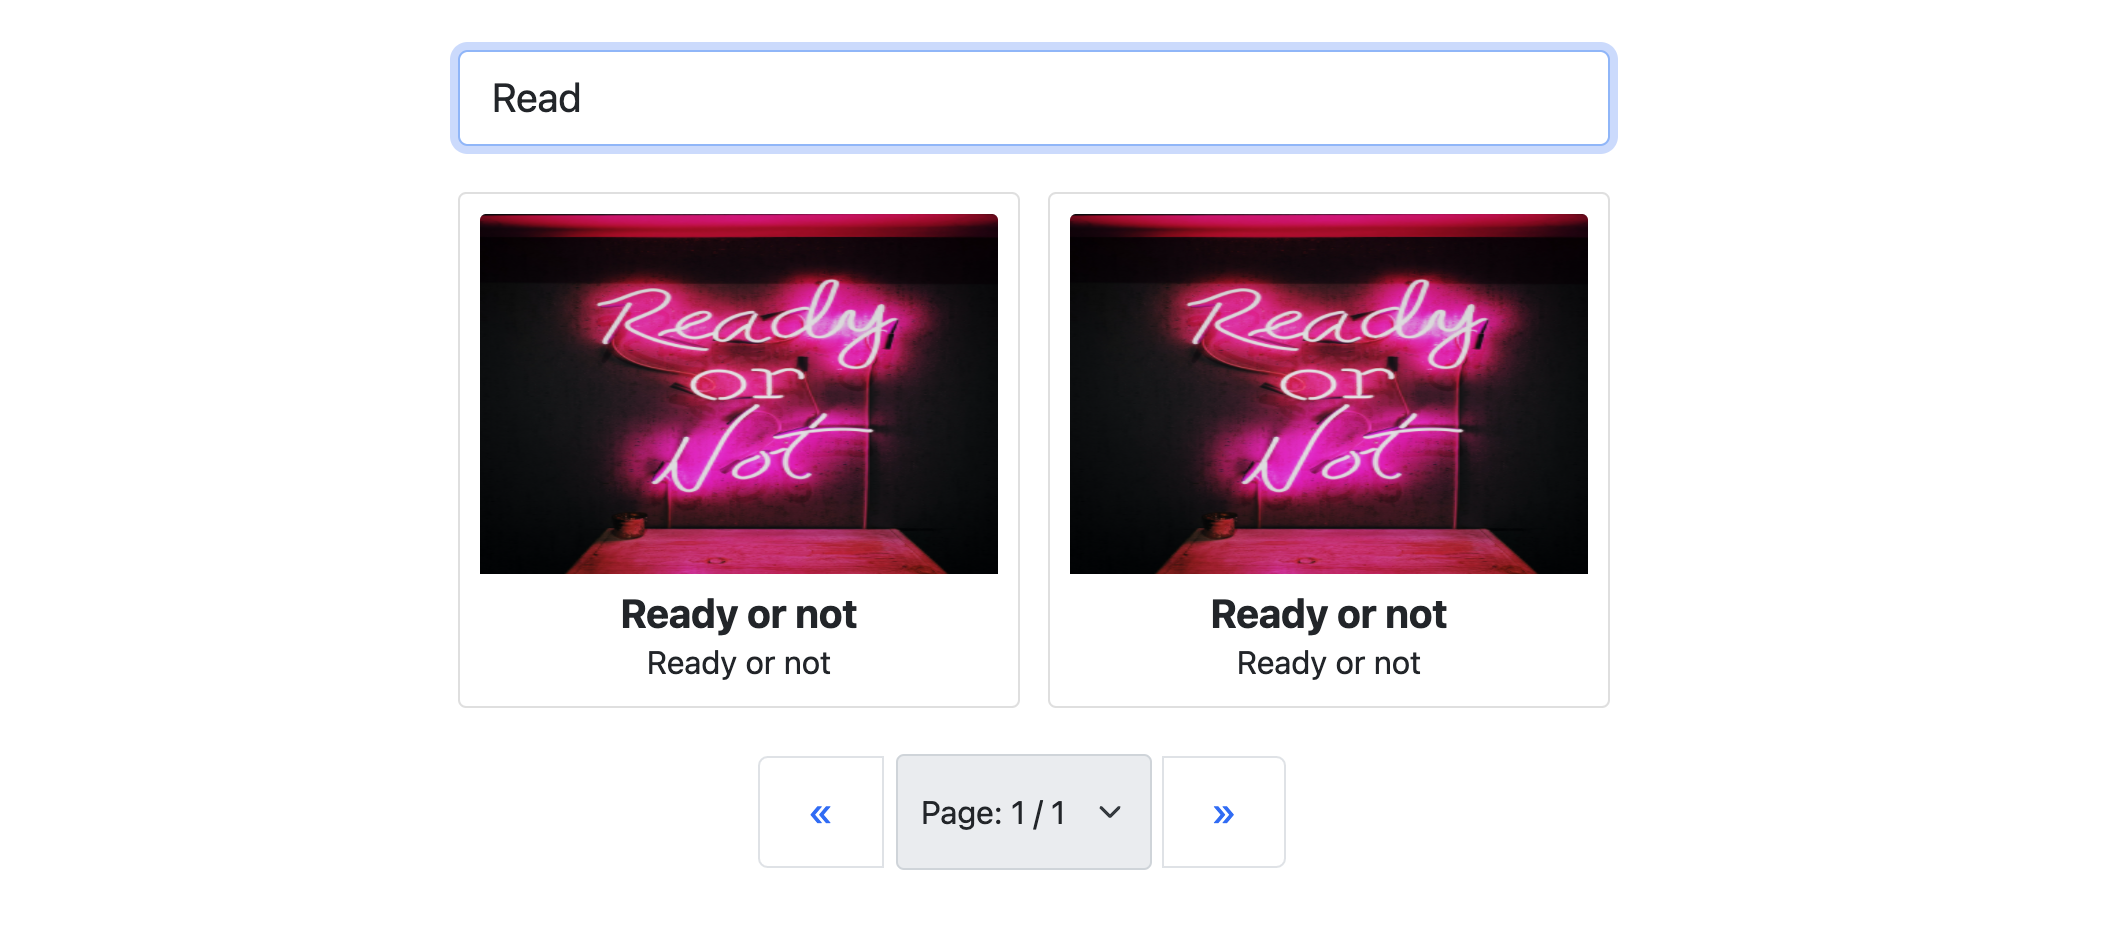 Read
Ready
or
Not
Ready
or
Not
Ready or not
Ready or not
Ready or not
Ready or not
« Page: 1 / 1 »